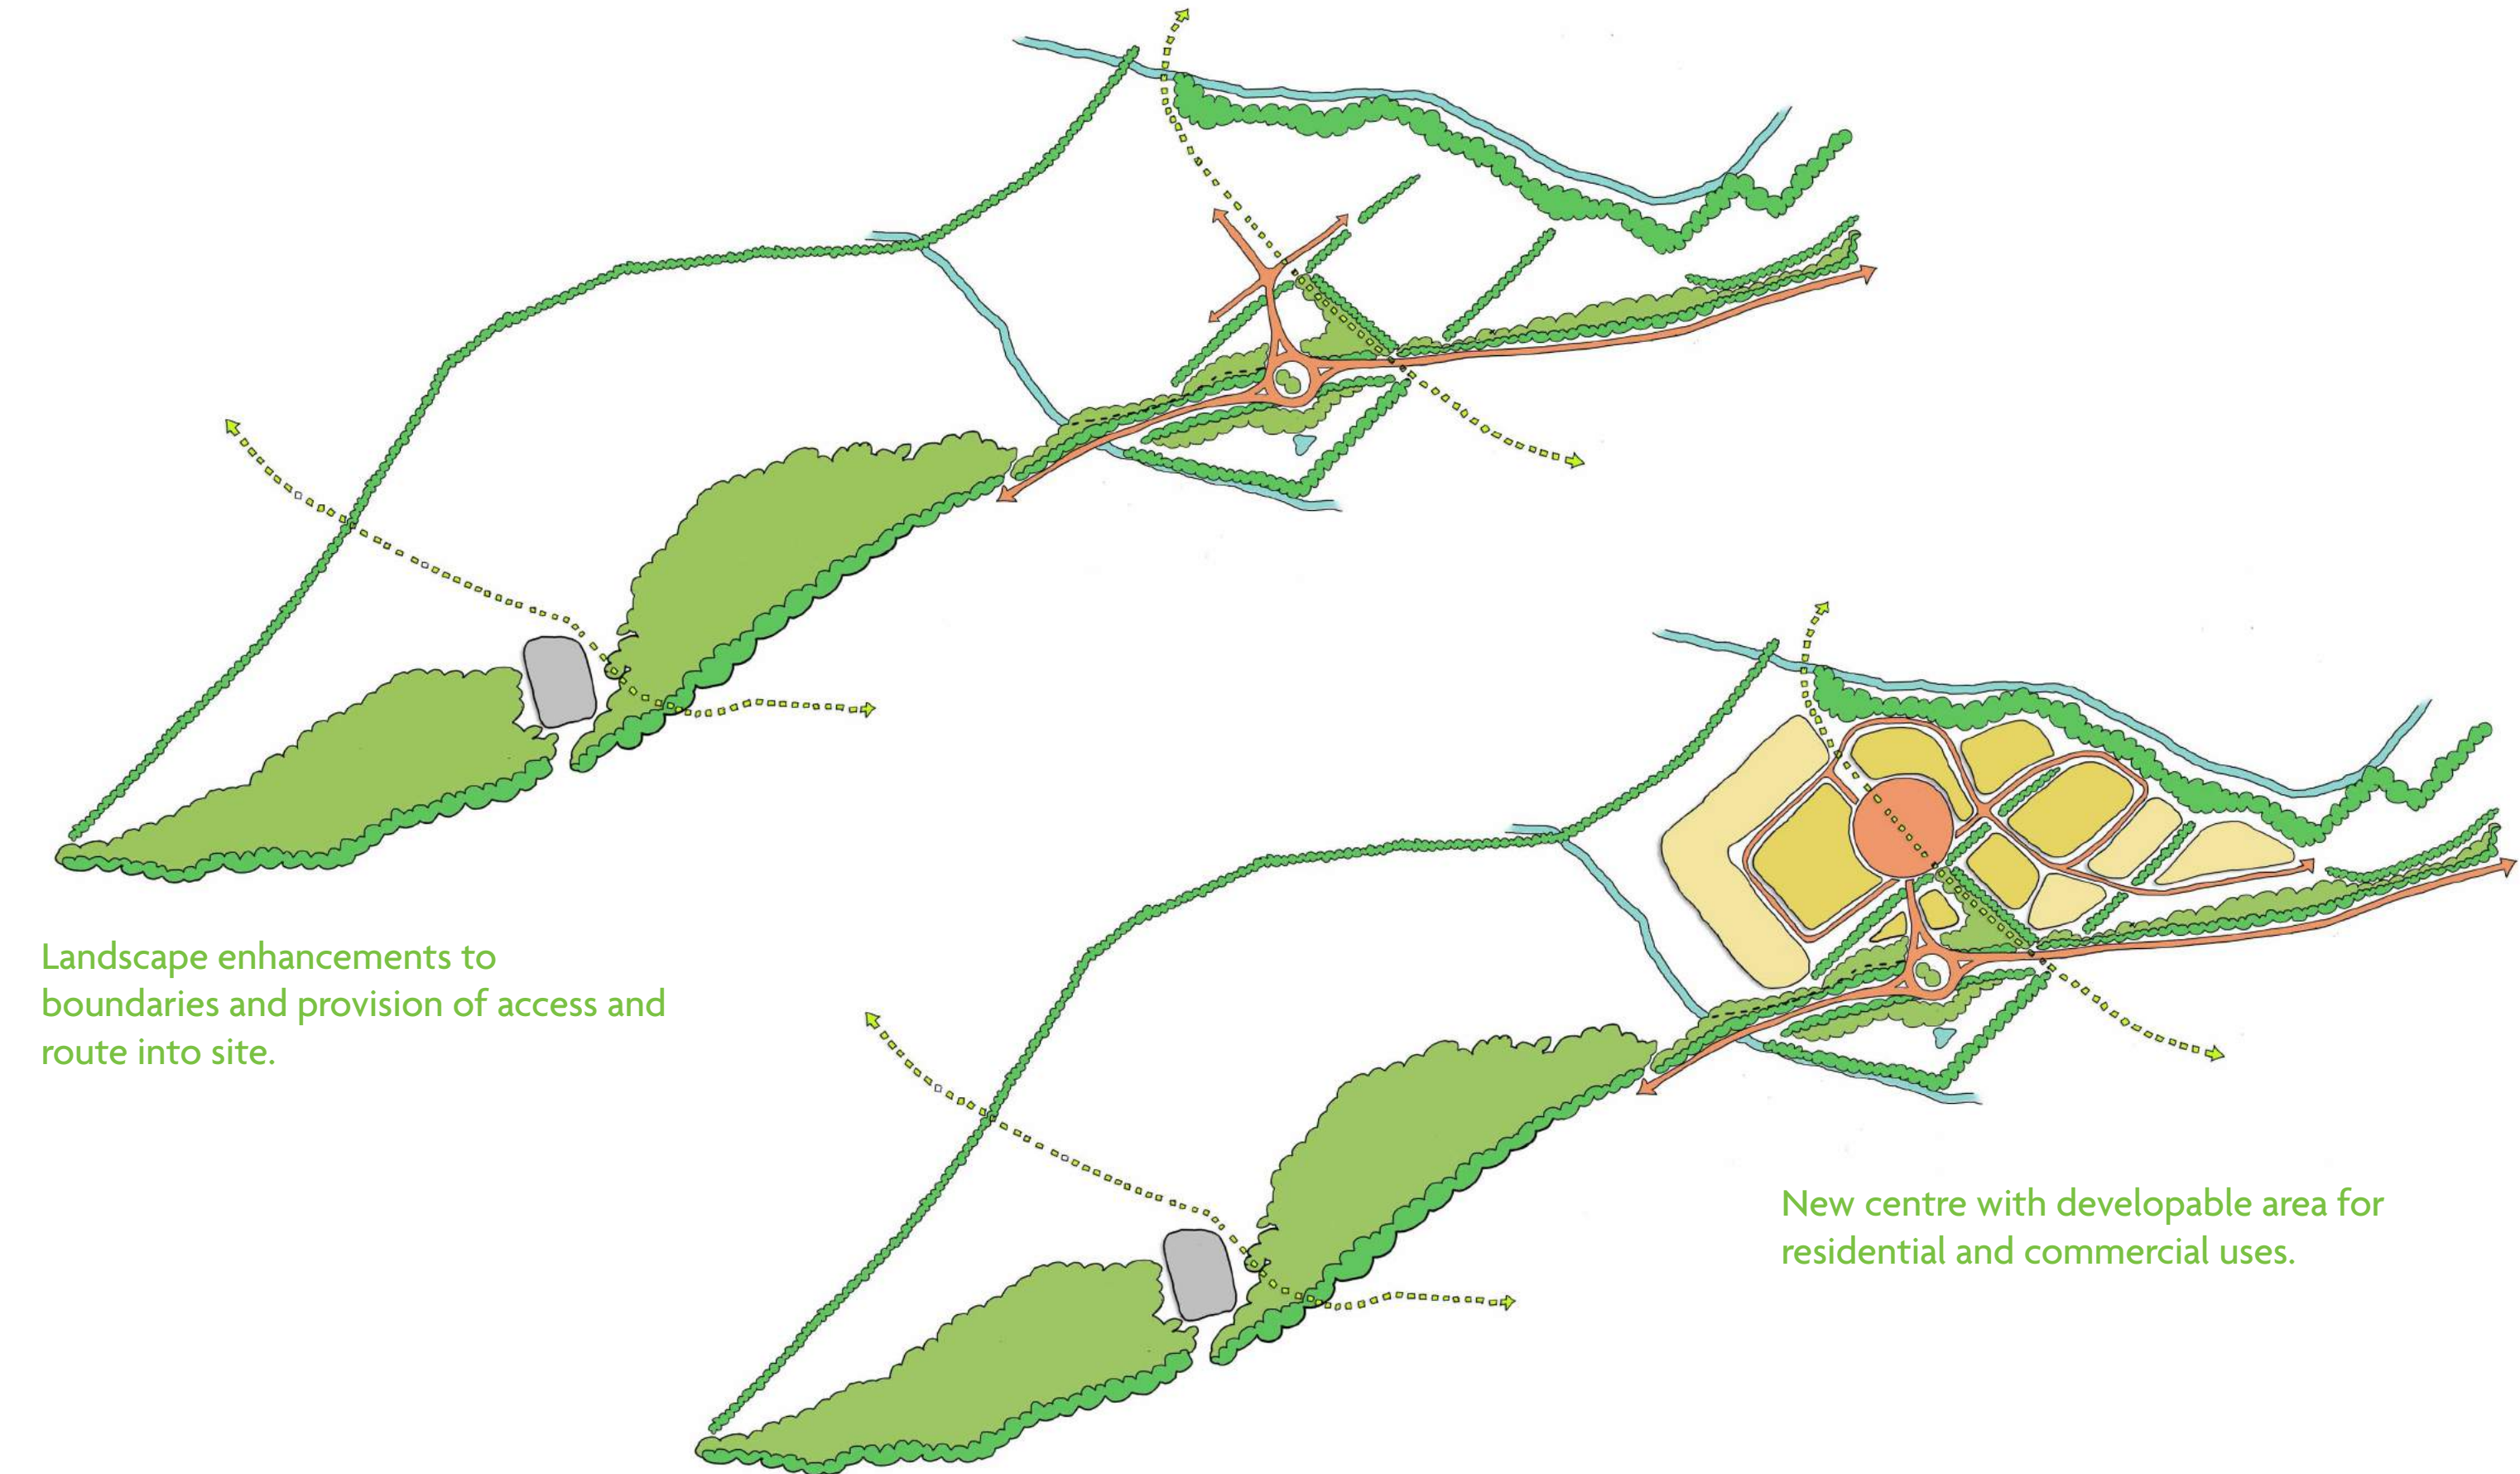 Landscape enhancements to
boundaries and provision of access and
route into site.
New centre with developable area for
residential and commercial uses.